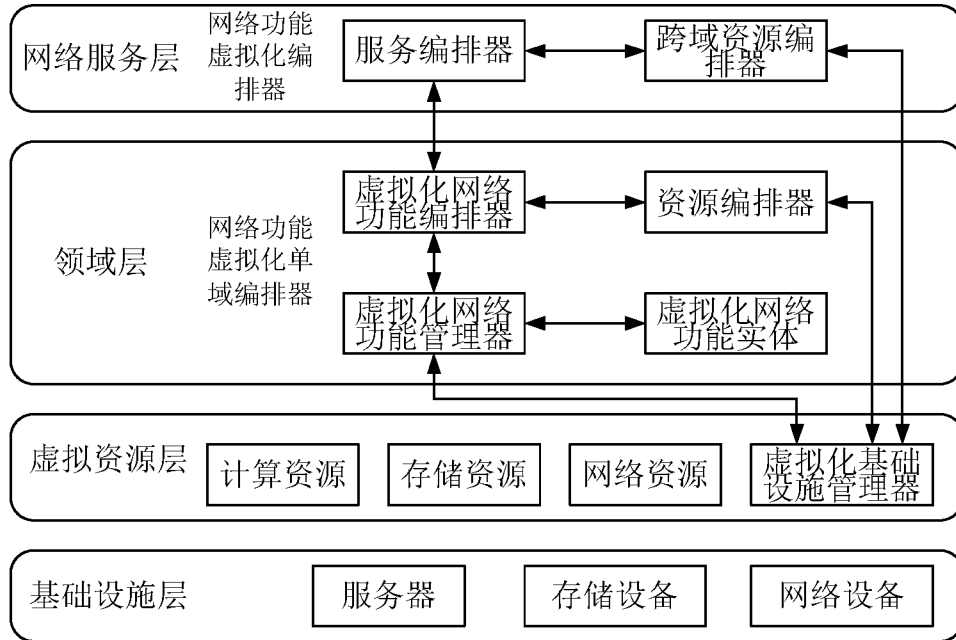 网络服务层
网络功能
虚拟化编
排器
服务编排器
跨域资源编
排器
领域层
网络功能
虚拟化单
域编排器
虚拟化网络
功能编排器
资源编排器
虚拟化网络
功能管理器
虚拟化网络
功能实体
虚拟资源层
计算资源
存储资源
网络资源
虚拟化基础
设施管理器
基础设施层
服务器
存储设备
网络设备